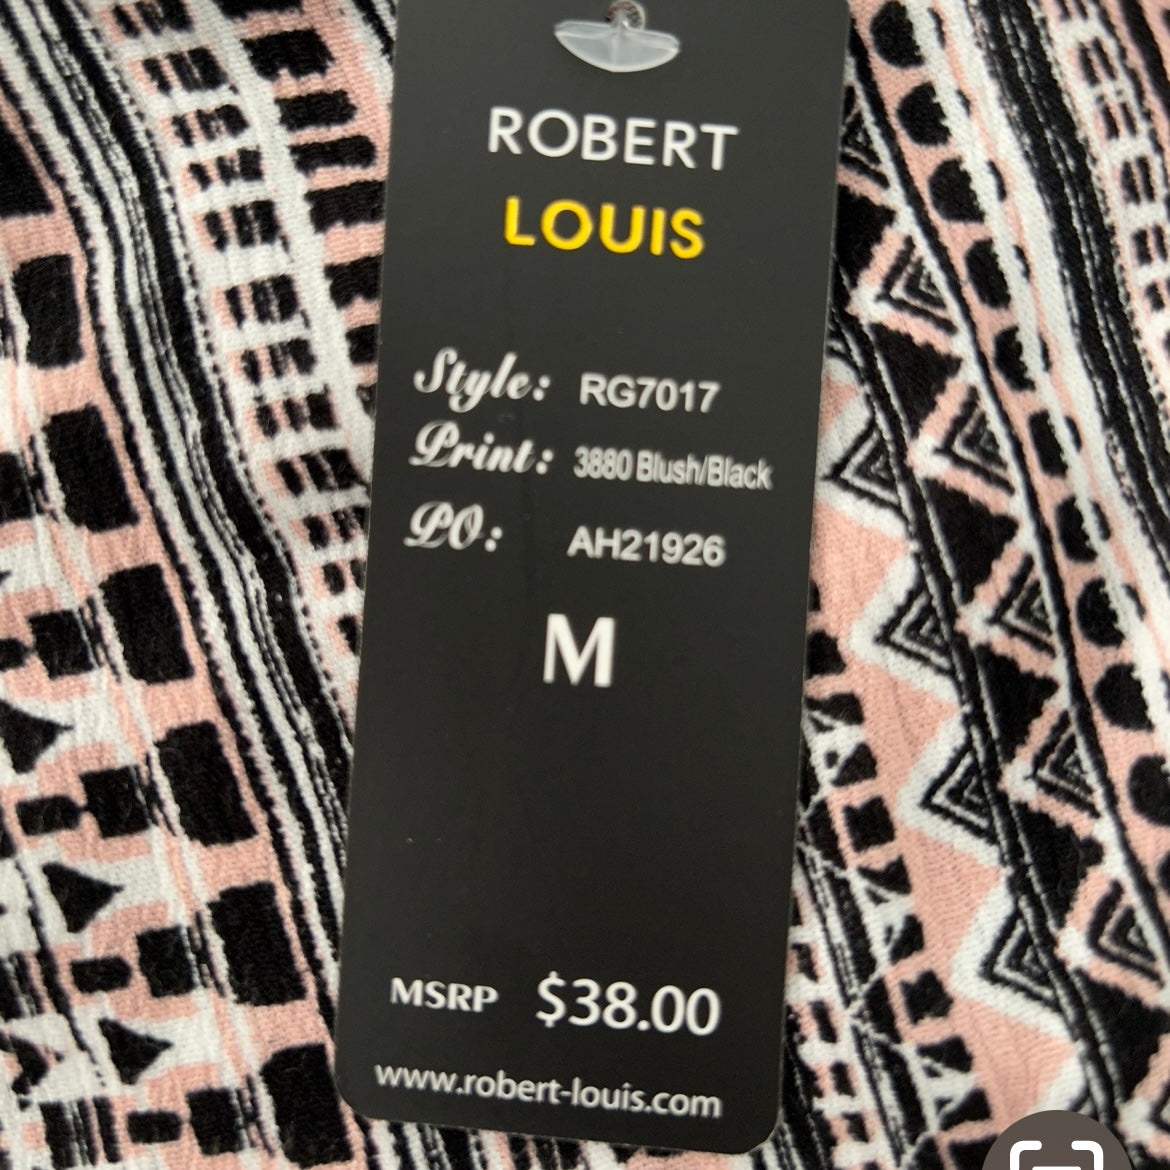 ROBERT
LOUIS
Style: RG7017
Print: 3880 Blush/Black
PO: AH21926
M
MSRP $38.00
www.robert-louis.com